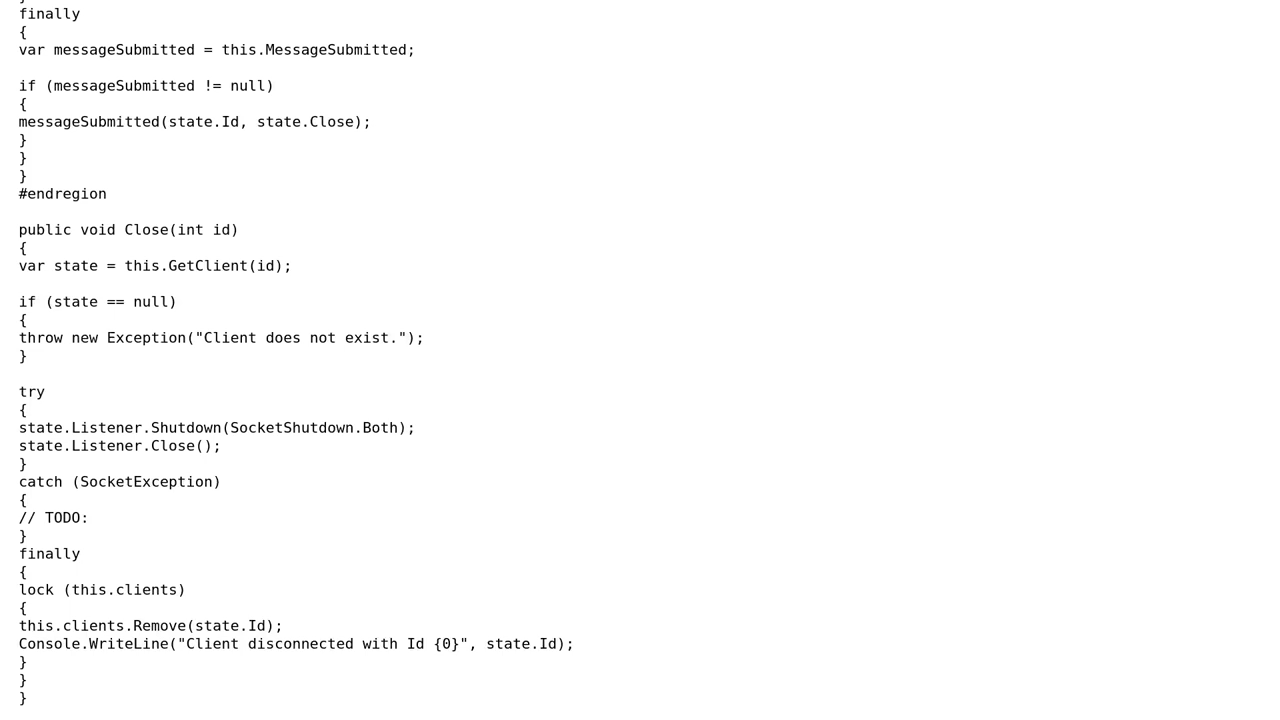 }
finally
{
var messageSubmitted = this.MessageSubmitted;
if (messageSubmitted != null)
{
messageSubmitted(state.Id, state.Close);
}
}
}
#endregion
public void Close(int id)
{
var state = this.GetClient(id);
if (state == null)
{
throw new Exception("Client does not exist.");
}
try
{
state.Listener.Shutdown(SocketShutdown.Both);
state.Listener.Close();
}
catch (SocketException)
{
// TODO:
}
finally
{
lock (this.clients)
{
this.clients.Remove(state.Id);
Console.WriteLine("Client disconnected with Id {0}", state.Id);
}
}
}